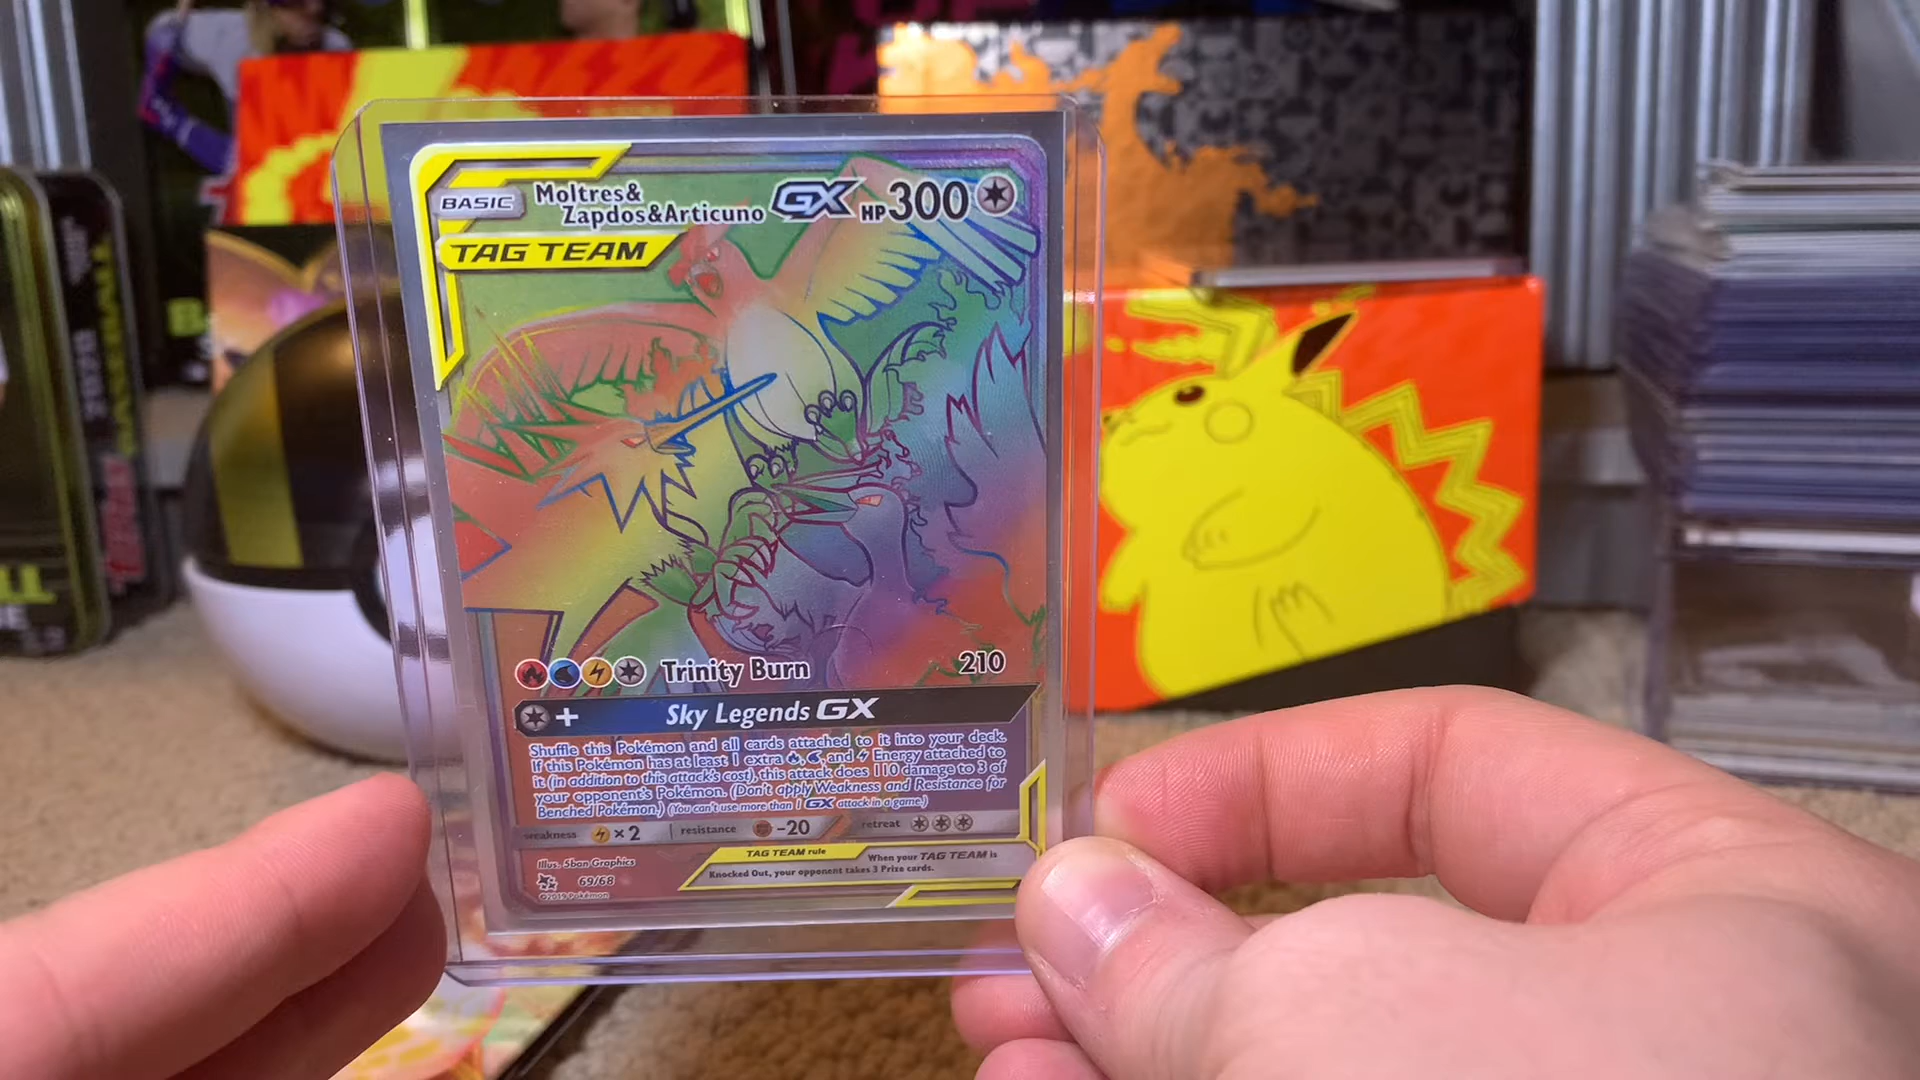 BASIC Moltres& Zapdos&Articuno GX HP300
TAG TEAM
Trinity Burn 210
+ Sky Legends GX
Shuffle this Pokémon and all cards attached to it into your deck.
If this Pokémon has at least 1 extra , , and Energy attached to
it (in addition to this attack's cost), this attack does 110 damage to 3 of
your opponent's Pokémon. (Don't apply Weakness and Resistance for
Benched Pokémon.) (You can't use more than 1 GX attack in a game.)
weakness ×2 resistance -20 retreat
Illus. 5ban Graphics
69/68
©2019 Pokémon
TAG TEAM rule When your TAG TEAM is
Knocked Out, your opponent takes 3 Prize cards.